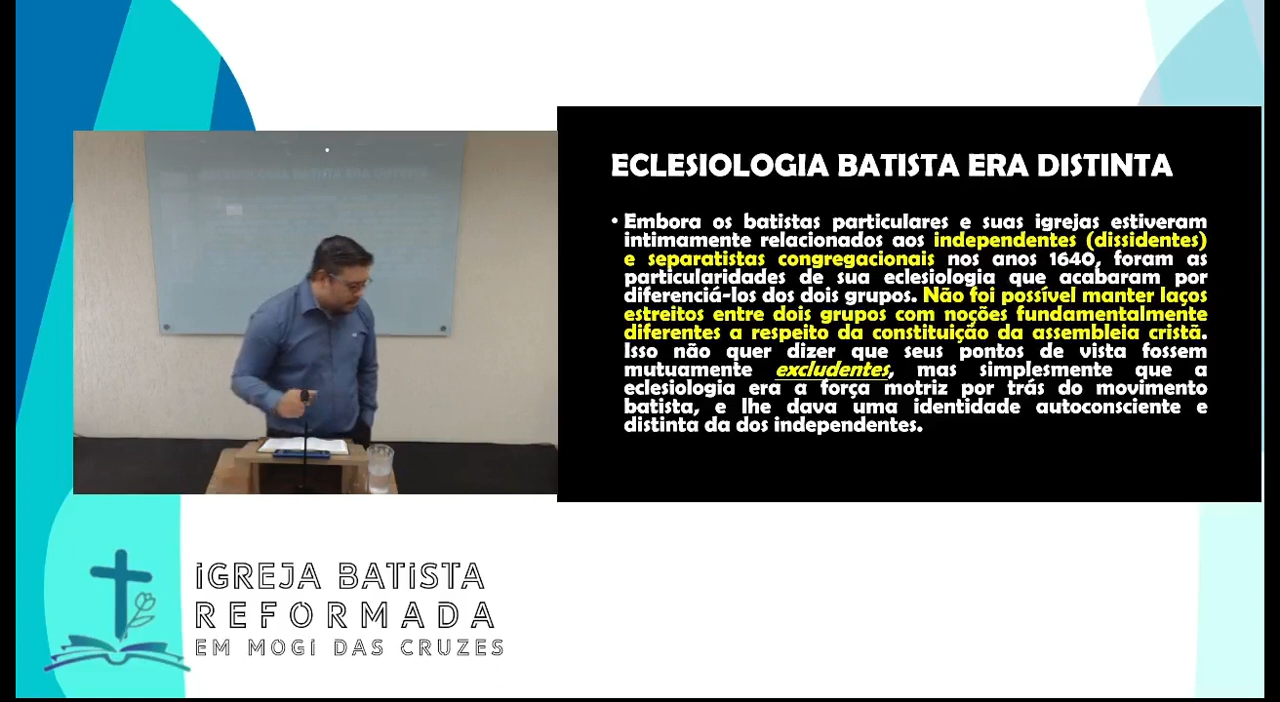 ECLESIOLOGIA BATISTA ERA DISTINTA
• Embora os batistas particulares e suas igrejas estiveram
intimamente relacionados aos independentes (dissidentes)
e separatistas congregacionais nos anos 1640, foram as
particularidades de sua eclesiologia que acabaram por
diferenciá-los dos dois grupos. Não foi possível manter laços
estreitos entre dois grupos com noções fundamentalmente
diferentes a respeito da constituição da assembleia cristã.
Isso não quer dizer que seus pontos de vista fossem
mutuamente excludentes, mas simplesmente que a
eclesiologia era a força motriz por trás do movimento
batista, e lhe dava uma identidade autoconsciente e
distinta da dos independentes.
IGREJA BATISTA
REFORMADA
EM MOGI DAS CRUZES